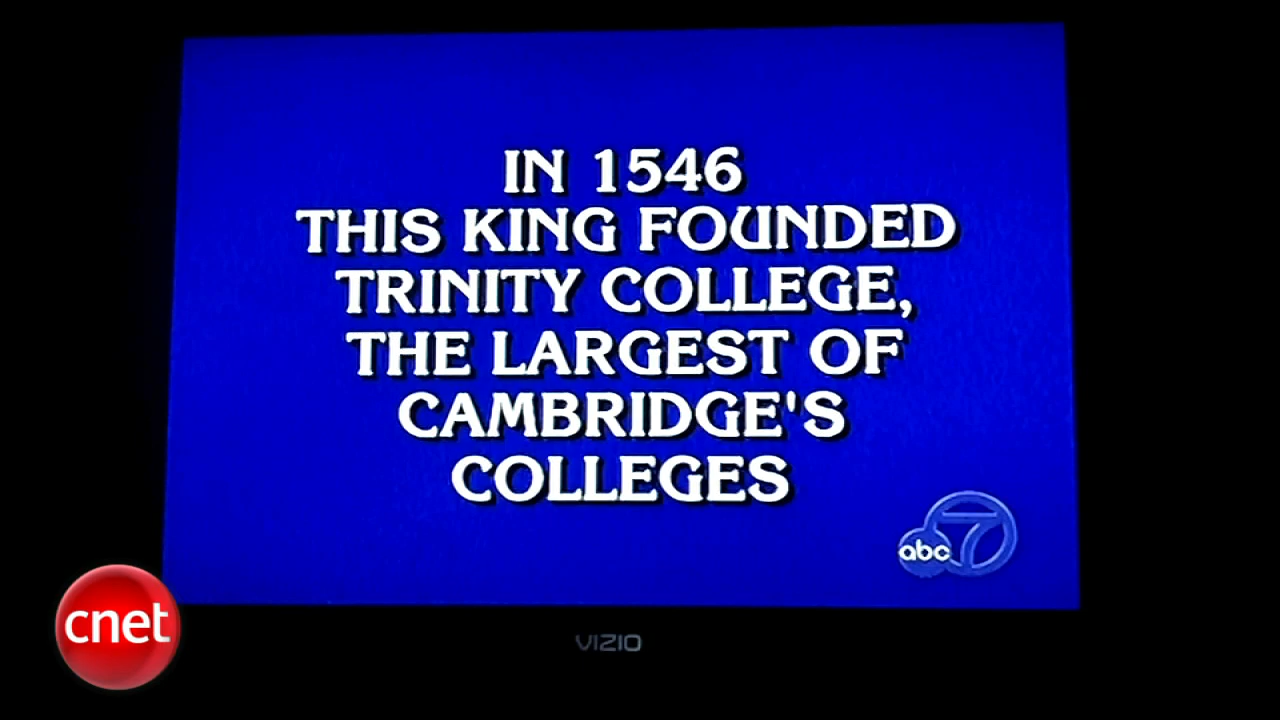 IN 1546
THIS KING FOUNDED
TRINITY COLLEGE,
THE LARGEST OF
CAMBRIDGE'S
COLLEGES
abc 7
cnet
VIZIO